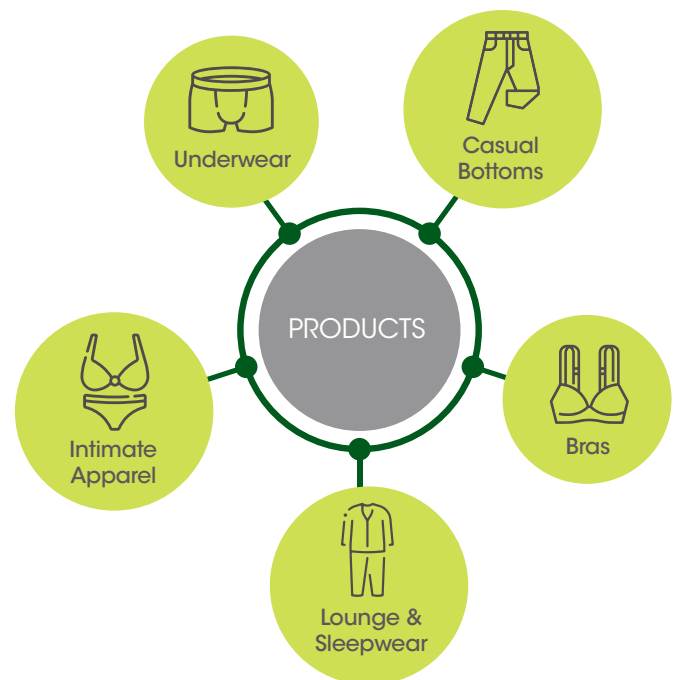 Underwear
Casual
Bottoms
PRODUCTS
Intimate
Apparel
Bras
Lounge &
Sleepwear